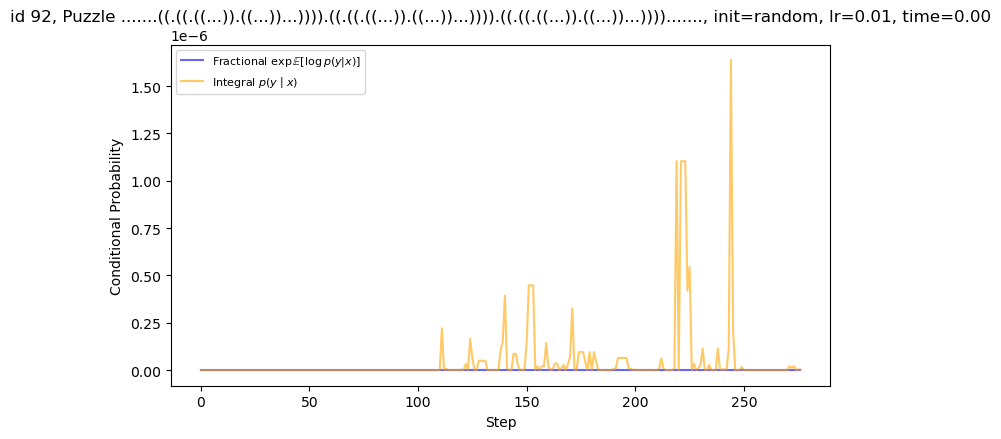 id 92, Puzzle .......((.((.((...)).((...))...)))).((.((.((...)).((...))...)))).((.((.((...)).((...))...))))......., init=random, lr=0.01, time=0.00
1e−6
Fractional exp𝔼[log p(y|x)]
Integral p(y | x)
1.50
1.25
1.00
0.75
0.50
0.25
0.00
Conditional Probability
0 50 100 150 200 250
Step